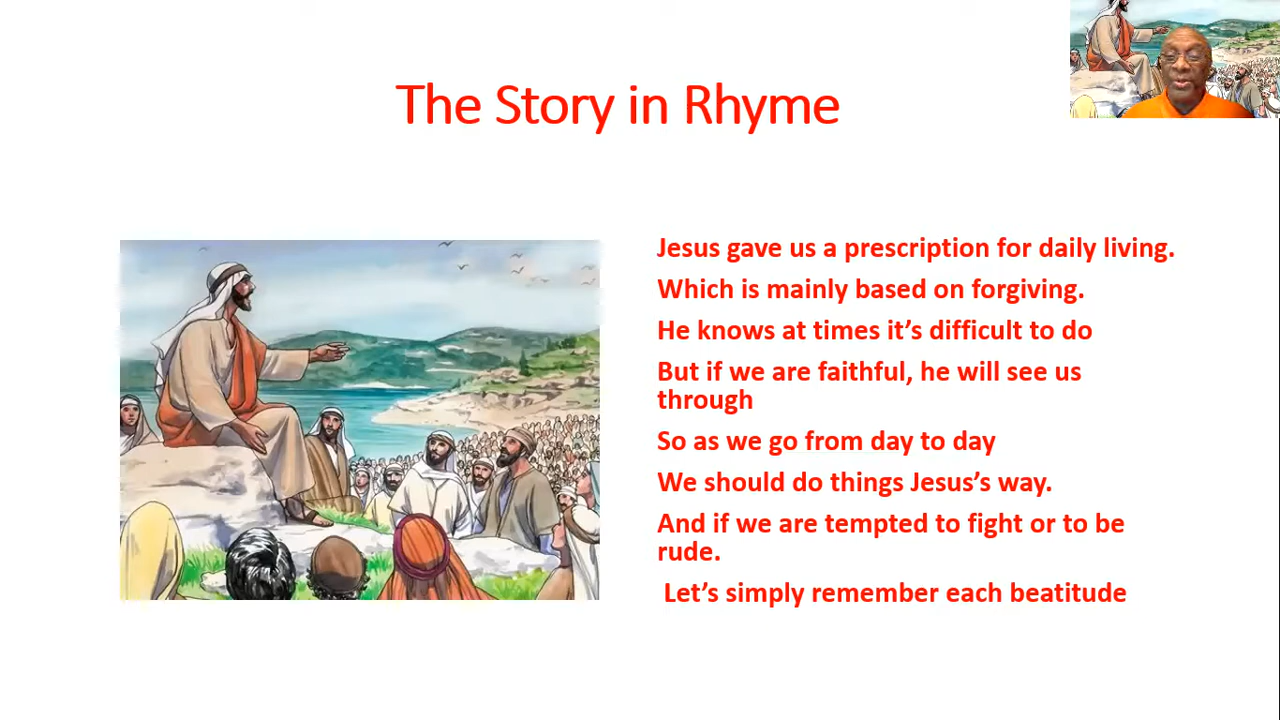 The Story in Rhyme
Jesus gave us a prescription for daily living.
Which is mainly based on forgiving.
He knows at times it’s difficult to do
But if we are faithful, he will see us
through
So as we go from day to day
We should do things Jesus’s way.
And if we are tempted to fight or to be
rude.
Let’s simply remember each beatitude